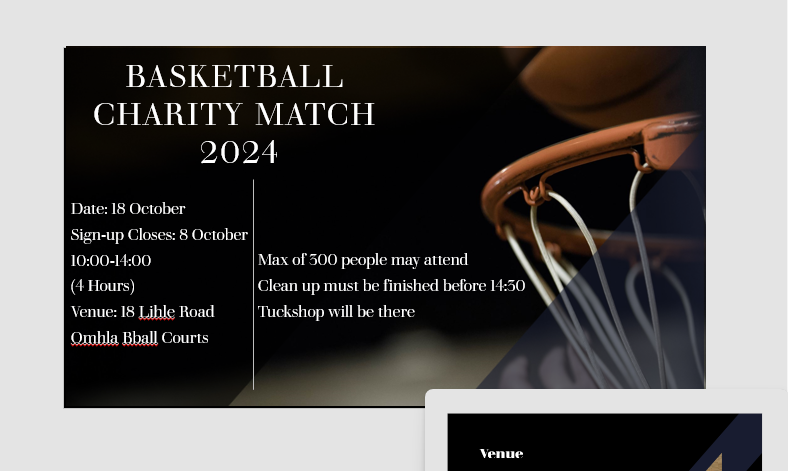 BASKETBALL
CHARITY MATCH
2024
Date: 18 October
Sign-up Closes: 8 October
10:00-14:00
(4 Hours)
Venue: 18 Lihle Road
Omhla Bball Courts
Max of 300 people may attend
Clean up must be finished before 14:30
Tuckshop will be there
Venue